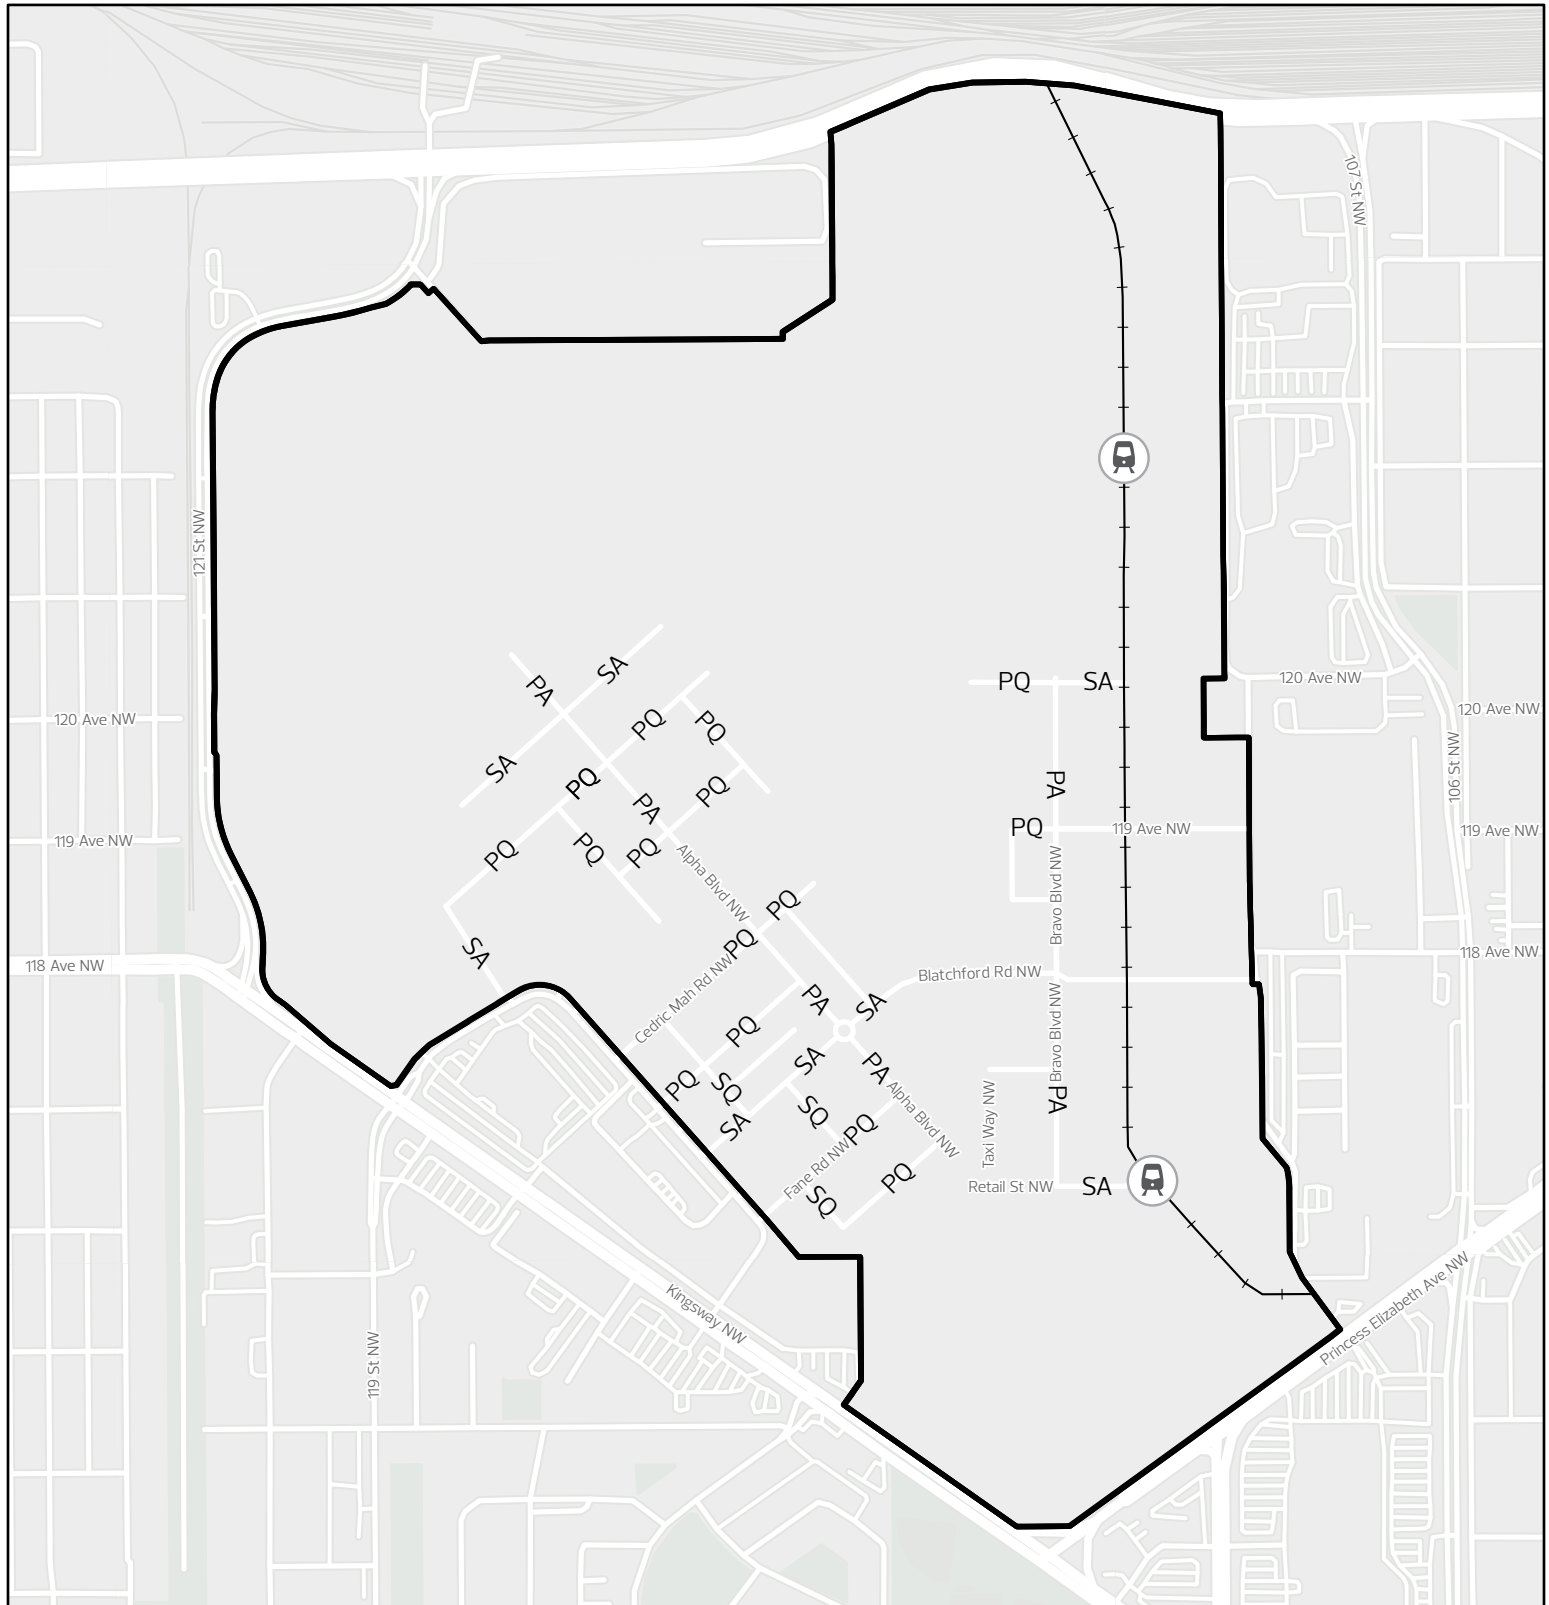 107 St NW
121 St NW
SA
PA
PQ
SA
120 Ave NW
120 Ave NW
PQ
PQ
120 Ave NW
SA
PQ
PQ
PA
106 St NW
PA
PQ
119 Ave NW
119 Ave NW
119 Ave NW
PQ
PQ
PQ
Alpha Blvd NW
Bravo Blvd NW
PQ
PQ
118 Ave NW
SA
118 Ave NW
Blatchford Rd NW
Cedric Mah Rd NW
PA
SA
PQ
Bravo Blvd NW
SA
PA
PQ
SQ
PA
SQ
Alpha Blvd NW
Taxi Way NW
SA
PQ
Fane Rd NW
PQ
Retail St NW
SA
SQ
Kingsway NW
Princess Elizabeth Ave NW
119 St NW